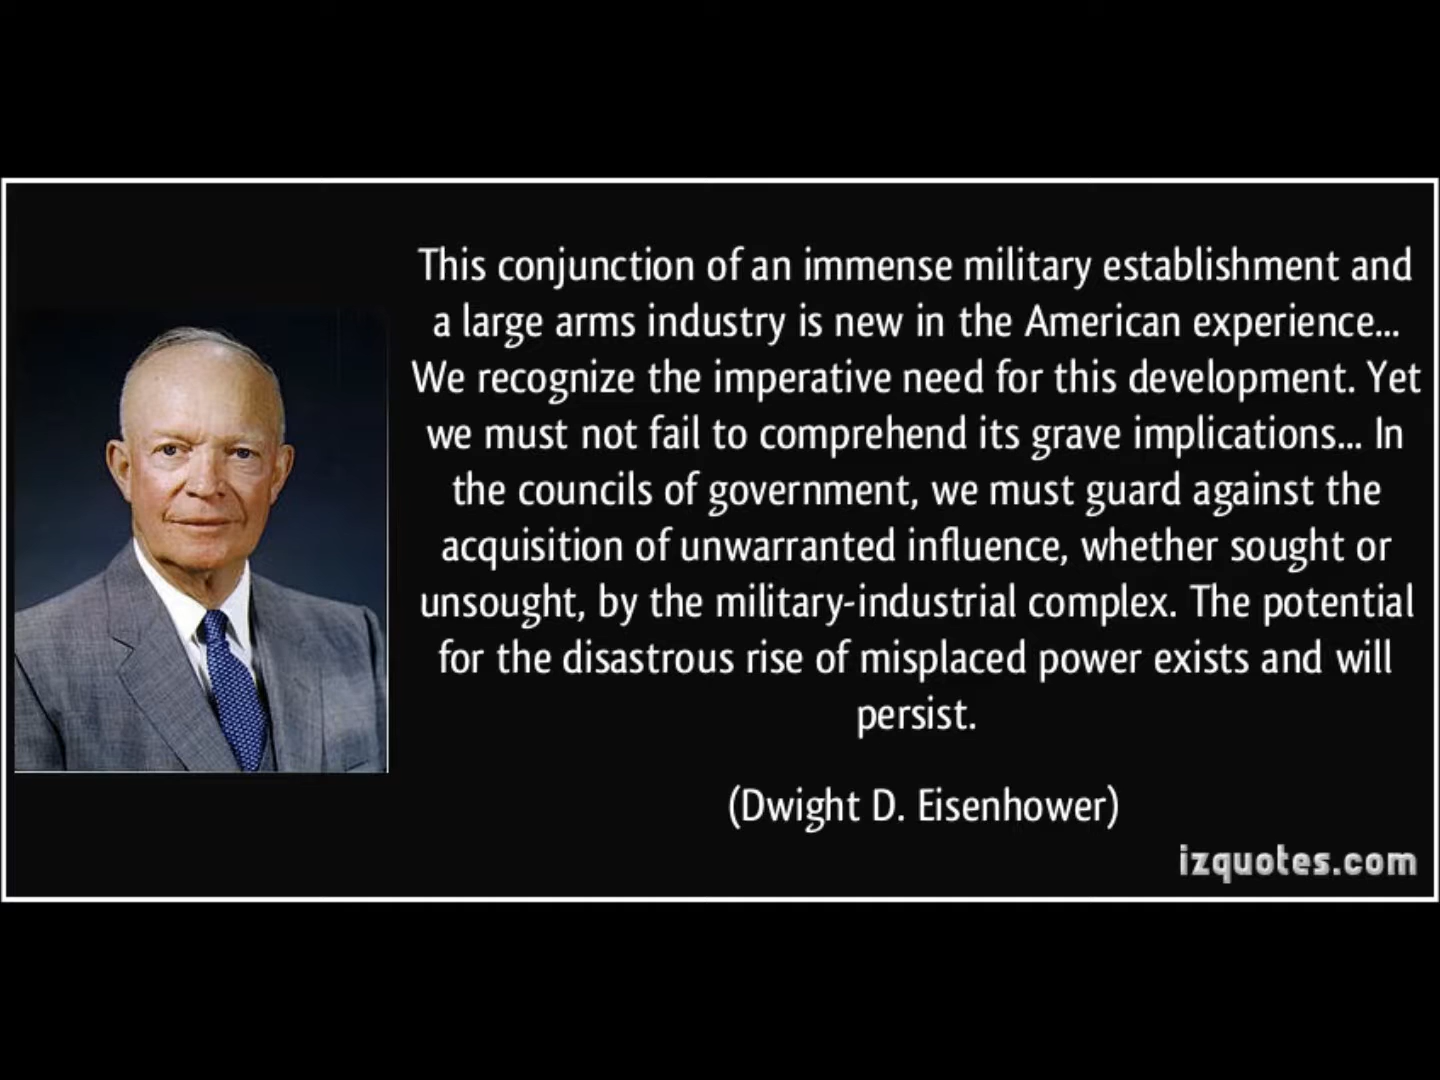 This conjunction of an immense military establishment and
a large arms industry is new in the American experience...
We recognize the imperative need for this development. Yet
we must not fail to comprehend its grave implications... In
the councils of government, we must guard against the
acquisition of unwarranted influence, whether sought or
unsought, by the military-industrial complex. The potential
for the disastrous rise of misplaced power exists and will
persist.
(Dwight D. Eisenhower)
izquotes.com